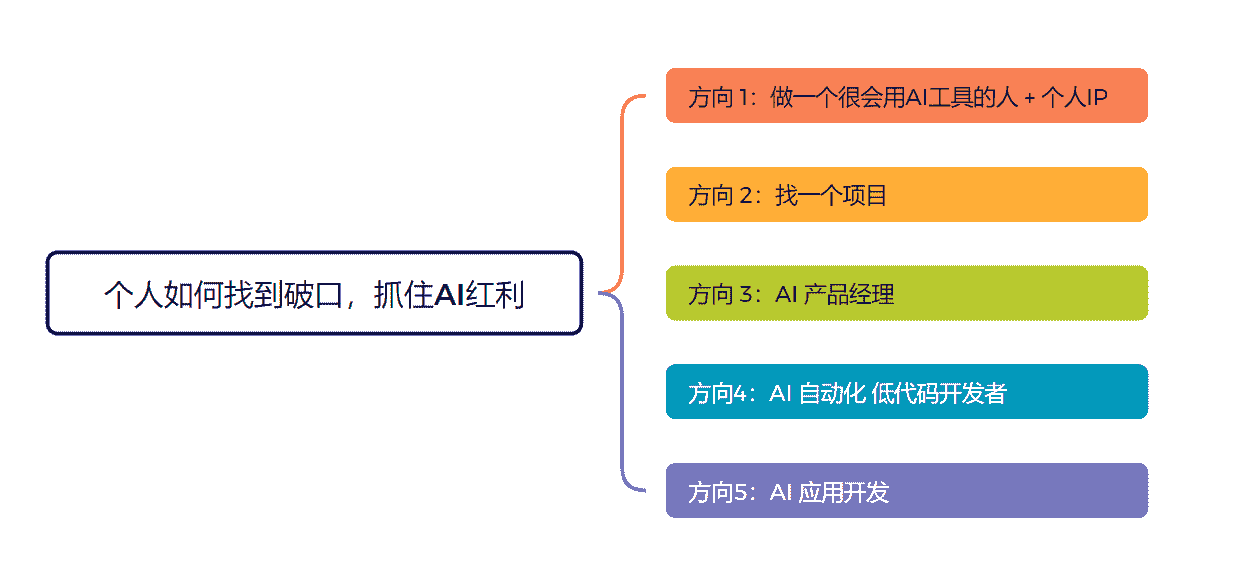 个人如何找到破口，抓住AI红利
方向 1：做一个很会用AI工具的人 + 个人IP
方向 2：找一个项目
方向 3：AI 产品经理
方向4：AI 自动化 低代码开发者
方向5：AI 应用开发